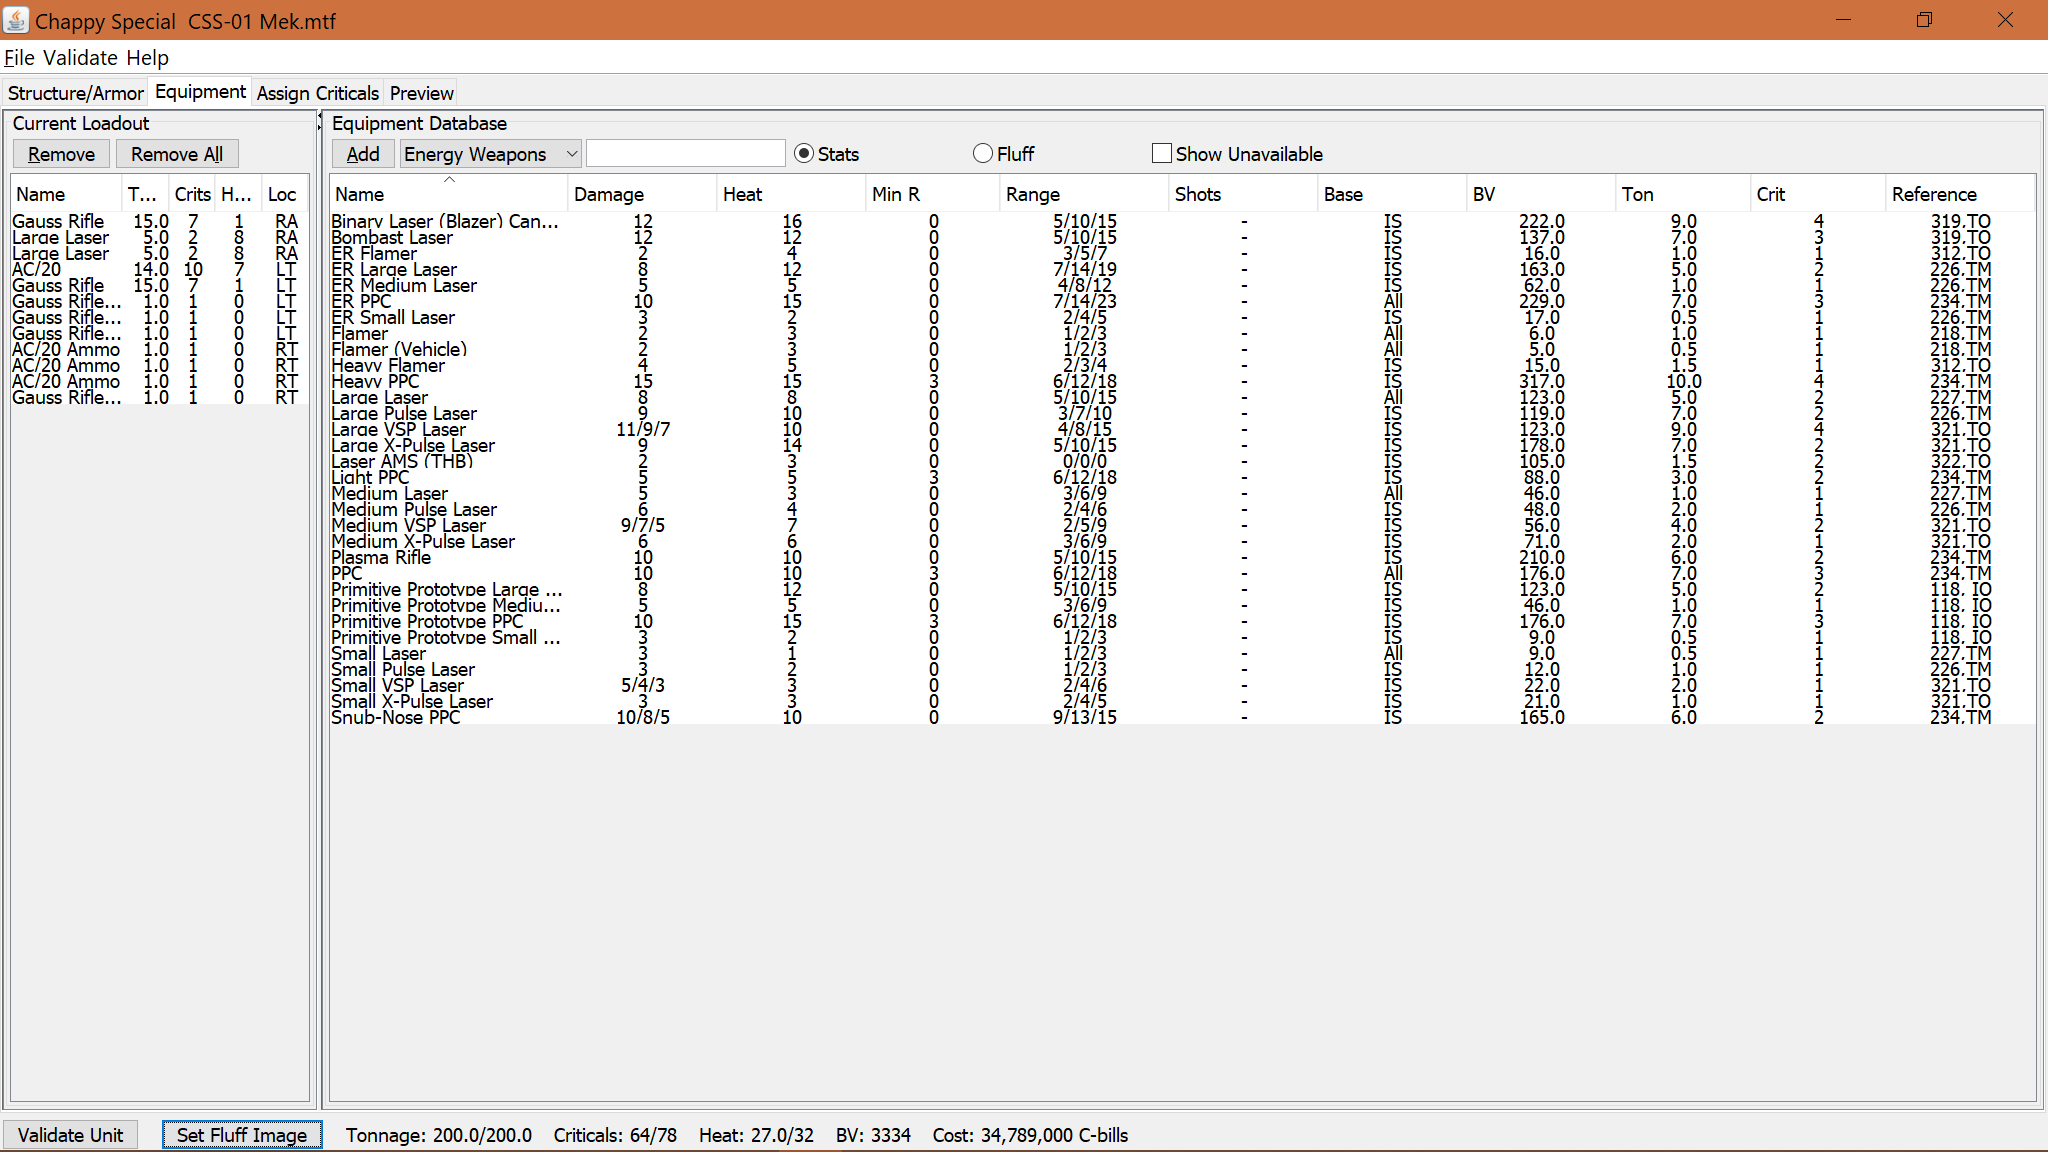 Chappy Special  CSS-01 Mek.mtf
File Validate Help
Structure/Armor Equipment Assign Criticals Preview
Current Loadout
Remove Remove All
Name T... Crits H... Loc
Gauss Rifle 15.0 7 1 RA
Large Laser 5.0 2 8 RA
Large Laser 5.0 2 8 RA
AC/20 14.0 10 7 LT
Gauss Rifle 15.0 7 1 LT
Gauss Rifle... 1.0 1 0 LT
Gauss Rifle... 1.0 1 0 LT
Gauss Rifle... 1.0 1 0 LT
AC/20 Ammo 1.0 1 0 RT
AC/20 Ammo 1.0 1 0 RT
AC/20 Ammo 1.0 1 0 RT
Gauss Rifle... 1.0 1 0 RT
Equipment Database
Add Energy Weapons Stats Fluff Show Unavailable
Name Damage Heat Min R Range Shots Base BV Ton Crit Reference
Binary Laser (Blazer) Can... 12 16 0 5/10/15 - IS 222.0 9.0 4 319,TO
Bombast Laser 12 12 0 5/10/15 - IS 137.0 7.0 3 319,TO
ER Flamer 2 4 0 3/5/7 - IS 16.0 1.0 1 312,TO
ER Large Laser 8 12 0 7/14/19 - IS 163.0 5.0 2 226,TM
ER Medium Laser 5 5 0 4/8/12 - IS 62.0 1.0 1 226,TM
ER PPC 10 15 0 7/14/23 - All 229.0 7.0 3 234,TM
ER Small Laser 3 2 0 2/4/5 - IS 17.0 0.5 1 226,TM
Flamer 2 3 0 1/2/3 - All 6.0 1.0 1 218,TM
Flamer (Vehicle) 2 3 0 1/2/3 - All 5.0 0.5 1 218,TM
Heavy Flamer 4 5 0 2/3/4 - IS 15.0 1.5 1 312,TO
Heavy PPC 15 15 3 6/12/18 - IS 317.0 10.0 4 234,TM
Large Laser 8 8 0 5/10/15 - All 123.0 5.0 2 227,TM
Large Pulse Laser 9 10 0 3/7/10 - IS 119.0 7.0 2 226,TM
Large VSP Laser 11/9/7 10 0 4/8/15 - IS 123.0 9.0 4 321,TO
Large X-Pulse Laser 9 14 0 5/10/15 - IS 178.0 7.0 2 321,TO
Laser AMS (THB) 2 3 0 0/0/0 - IS 105.0 1.5 2 322,TO
Light PPC 5 5 3 6/12/18 - IS 88.0 3.0 2 234,TM
Medium Laser 5 3 0 3/6/9 - All 46.0 1.0 1 227,TM
Medium Pulse Laser 6 4 0 2/4/6 - IS 48.0 2.0 1 226,TM
Medium VSP Laser 9/7/5 7 0 2/5/9 - IS 56.0 4.0 2 321,TO
Medium X-Pulse Laser 6 6 0 3/6/9 - IS 71.0 2.0 1 321,TO
Plasma Rifle 10 10 0 5/10/15 - IS 210.0 6.0 2 234,TM
PPC 10 10 3 6/12/18 - All 176.0 7.0 3 234,TM
Primitive Prototype Large ... 8 12 0 5/10/15 - IS 123.0 5.0 2 118, IO
Primitive Prototype Mediu... 5 5 0 3/6/9 - IS 46.0 1.0 1 118, IO
Primitive Prototype PPC 10 15 3 6/12/18 - IS 176.0 7.0 3 118, IO
Primitive Prototype Small ... 3 2 0 1/2/3 - IS 9.0 0.5 1 118, IO
Small Laser 3 1 0 1/2/3 - All 9.0 0.5 1 227,TM
Small Pulse Laser 3 2 0 1/2/3 - IS 12.0 1.0 1 226,TM
Small VSP Laser 5/4/3 3 0 2/4/6 - IS 22.0 2.0 1 321,TO
Small X-Pulse Laser 3 3 0 2/4/5 - IS 21.0 1.0 1 321,TO
Snub-Nose PPC 10/8/5 10 0 9/13/15 - IS 165.0 6.0 2 234,TM
Validate Unit Set Fluff Image Tonnage: 200.0/200.0 Criticals: 64/78 Heat: 27.0/32 BV: 3334 Cost: 34,789,000 C-bills